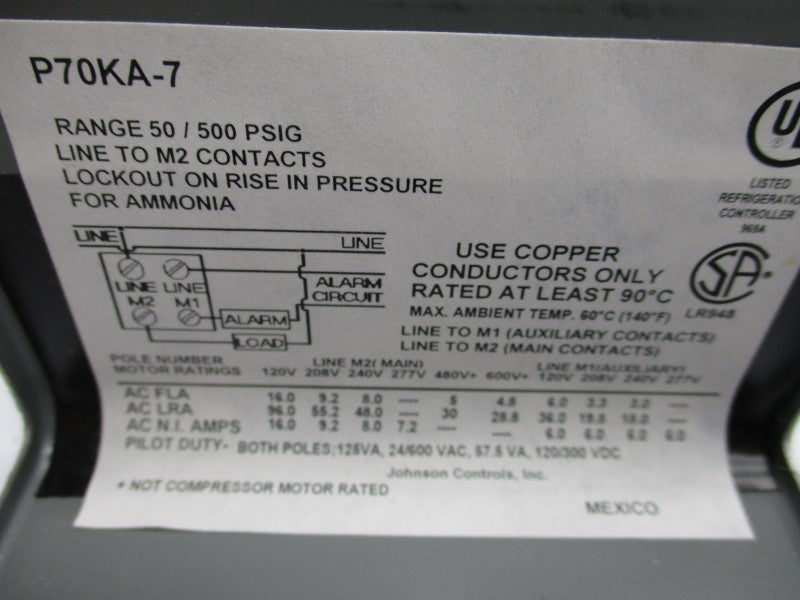 P70KA-7
RANGE 50 / 500 PSIG
LINE TO M2 CONTACTS
LOCKOUT ON RISE IN PRESSURE
FOR AMMONIA
UL
LISTED
REFRIGERATION
CONTROLLER
LINE
LINE
LINE LINE
M2 M1
ALARM
CIRCUIT
ALARM
LOAD
USE COPPER
CONDUCTORS ONLY
RATED AT LEAST 90°C
MAX. AMBIENT TEMP. 60°C (140°F)
LINE TO M1 (AUXILIARY CONTACTS)
LINE TO M2 (MAIN CONTACTS)
SA
LR948
POLE NUMBER LINE M2( MAIN) LINE M1(AUXILIARY)
MOTOR RATINGS 120V 208V 240V 277V 480V+ 600V+ 120V 208V 240V 277V
AC FLA 16.0 9.2 8.0 ---- 5 4.8 6.0 3.3 3.0 ----
AC LRA 96.0 55.2 48.0 ---- 30 28.8 36.0 19.8 18.0 ----
AC N.I. AMPS 16.0 9.2 8.0 7.2 ---- ---- 6.0 6.0 6.0 6.0
PILOT DUTY- BOTH POLES;125VA, 24/600 VAC, 57.5 VA, 120/300 VDC
Johnson Controls, Inc.
+ NOT COMPRESSOR MOTOR RATED
MEXICO